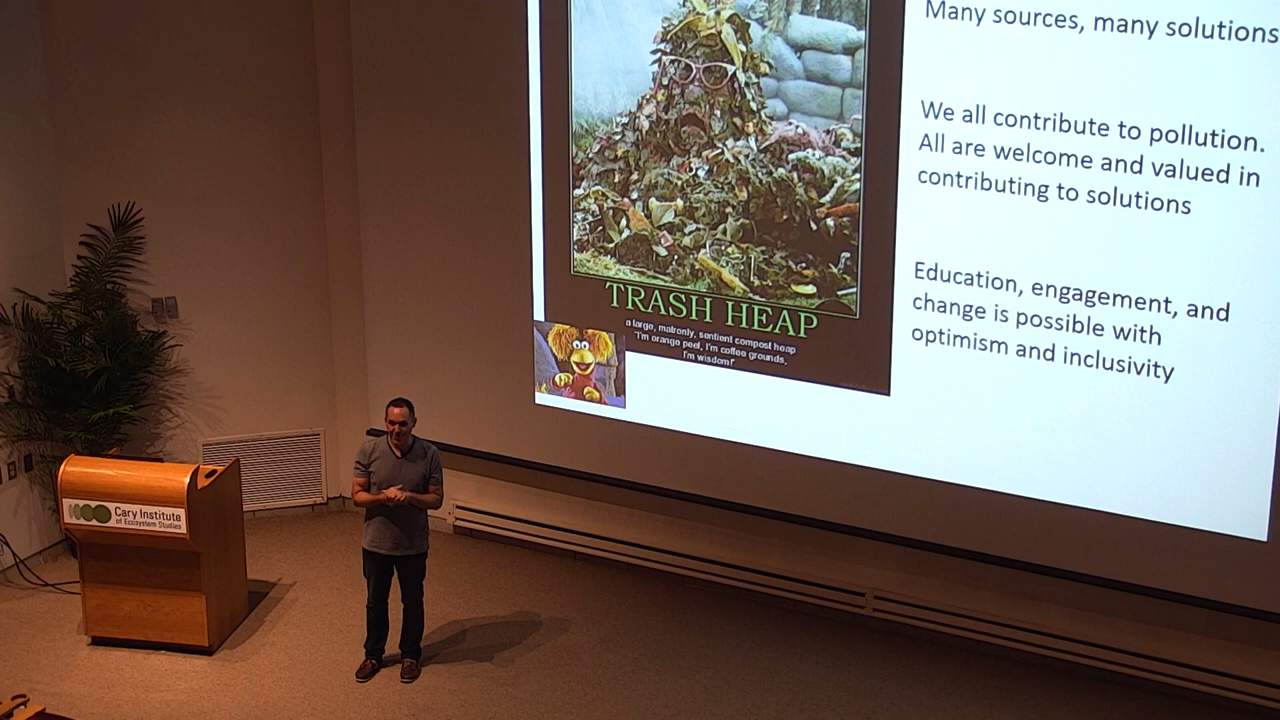 Many sources, many solutions
We all contribute to pollution.
All are welcome and valued in
contributing to solutions
Education, engagement, and
change is possible with
optimism and inclusivity
TRASH HEAP
a large, matronly, sentient compost heap
"I'm orange peel, I'm coffee grounds,
I'm wisdom!"
Cary Institute
of Ecosystem Studies